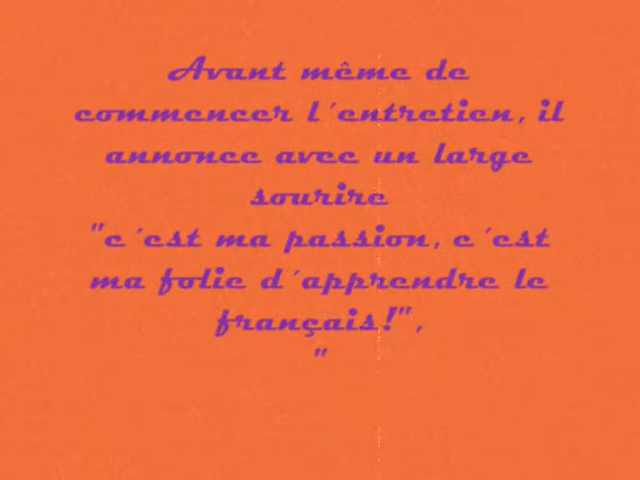 Avant même de
commencer l'entretien, il
annonce avec un large
sourire
"c'est ma passion, c'est
ma folie d'apprendre le
français!",
"